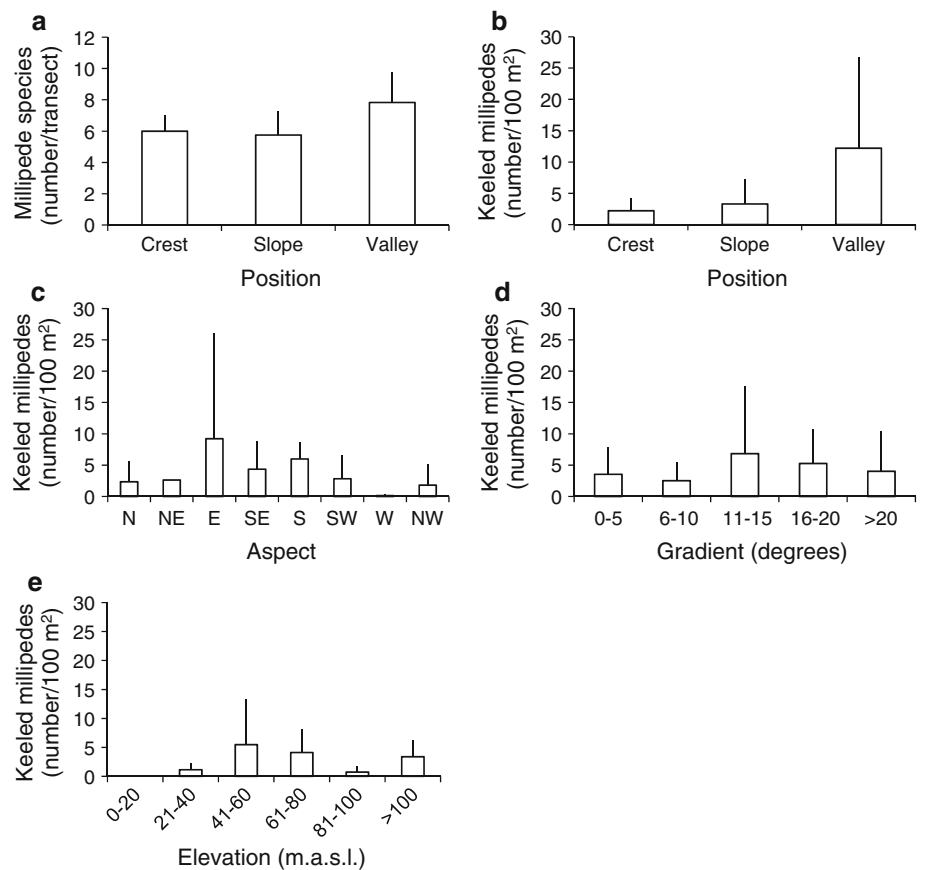 a
Millipede species
(number/transect)
12
10
8
6
4
2
0
Crest Slope Valley
Position
b
Keeled millipedes
(number/100 m²)
30
25
20
15
10
5
0
Crest Slope Valley
Position
c
Keeled millipedes
(number/100 m²)
30
25
20
15
10
5
0
N NE E SE S SW W NW
Aspect
d
Keeled millipedes
(number/100 m²)
30
25
20
15
10
5
0
0-5 6-10 11-15 16-20 >20
Gradient (degrees)
e
Keeled millipedes
(number/100 m²)
30
25
20
15
10
5
0
0-20 21-40 41-60 61-80 81-100 >100
Elevation (m.a.s.l.)